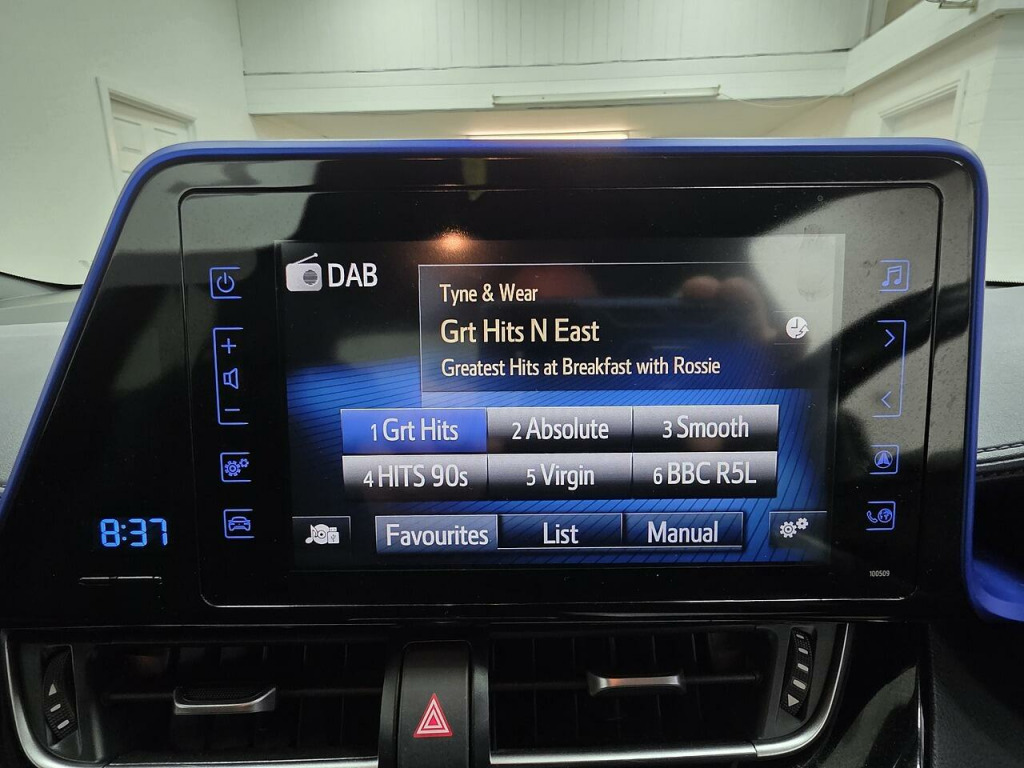 DAB
Tyne & Wear
Grt Hits N East
Greatest Hits at Breakfast with Rossie
1 Grt Hits
2 Absolute
3 Smooth
4 HITS 90s
5 Virgin
6 BBC R5L
Favourites
List
Manual
8:37
100509